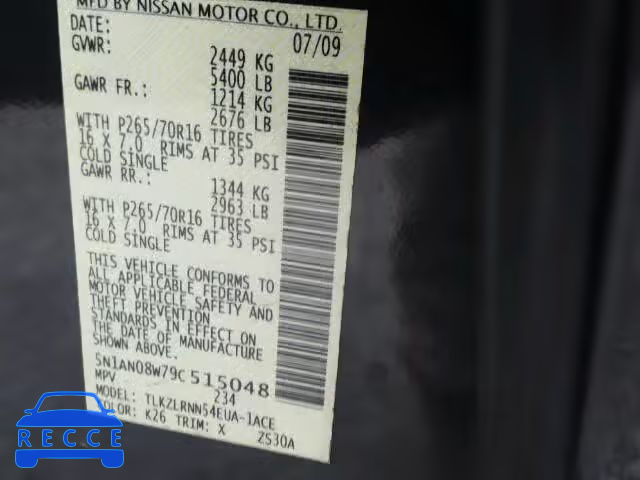 MFD BY NISSAN MOTOR CO., LTD.
DATE: 07/09
GVWR: 2449 KG
5400 LB
GAWR FR.: 1214 KG
2676 LB
WITH P265/70R16 TIRES
16 X 7.0 RIMS AT 35 PSI
COLD SINGLE
GAWR RR.: 1344 KG
2963 LB
WITH P265/70R16 TIRES
16 X 7.0 RIMS AT 35 PSI
COLD SINGLE
THIS VEHICLE CONFORMS TO
ALL APPLICABLE FEDERAL
MOTOR VEHICLE SAFETY AND
THEFT PREVENTION
STANDARDS IN EFFECT ON
THE DATE OF MANUFACTURE
SHOWN ABOVE.
5N1AN08W79C 515048
MPV 234
MODEL: TLKZLRNN54EUA-1ACE
COLOR: K26 TRIM: X Z530A
RECCE